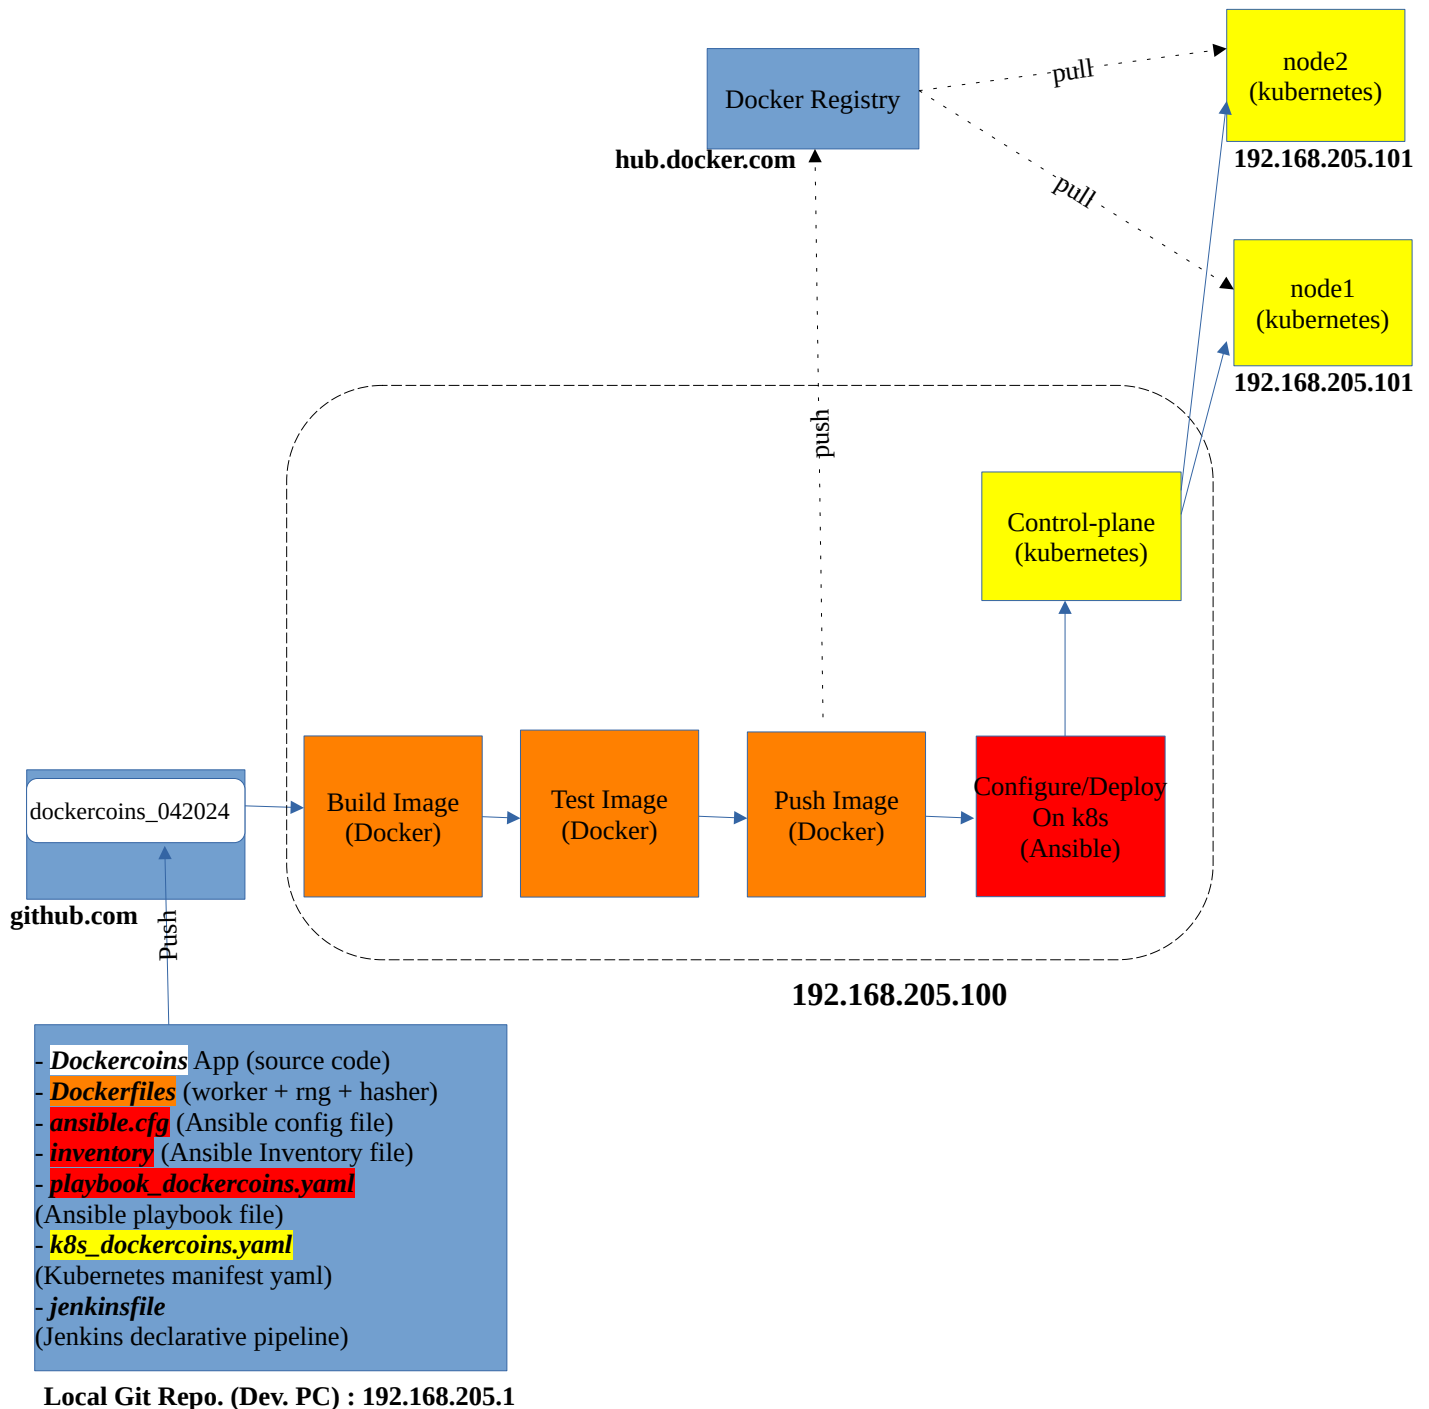 node2
(kubernetes)
192.168.205.101
pull
Docker Registry
hub.docker.com
pull
node1
(kubernetes)
192.168.205.101
push
Control-plane
(kubernetes)
dockercoins_042024
github.com
Build Image
(Docker)
Test Image
(Docker)
Push Image
(Docker)
Configure/Deploy
On k8s
(Ansible)
Push
192.168.205.100
- Dockercoins App (source code)
- Dockerfiles (worker + rng + hasher)
- ansible.cfg (Ansible config file)
- inventory (Ansible Inventory file)
- playbook_dockercoins.yaml
(Ansible playbook file)
- k8s_dockercoins.yaml
(Kubernetes manifest yaml)
- jenkinsfile
(Jenkins declarative pipeline)
Local Git Repo. (Dev. PC) : 192.168.205.1